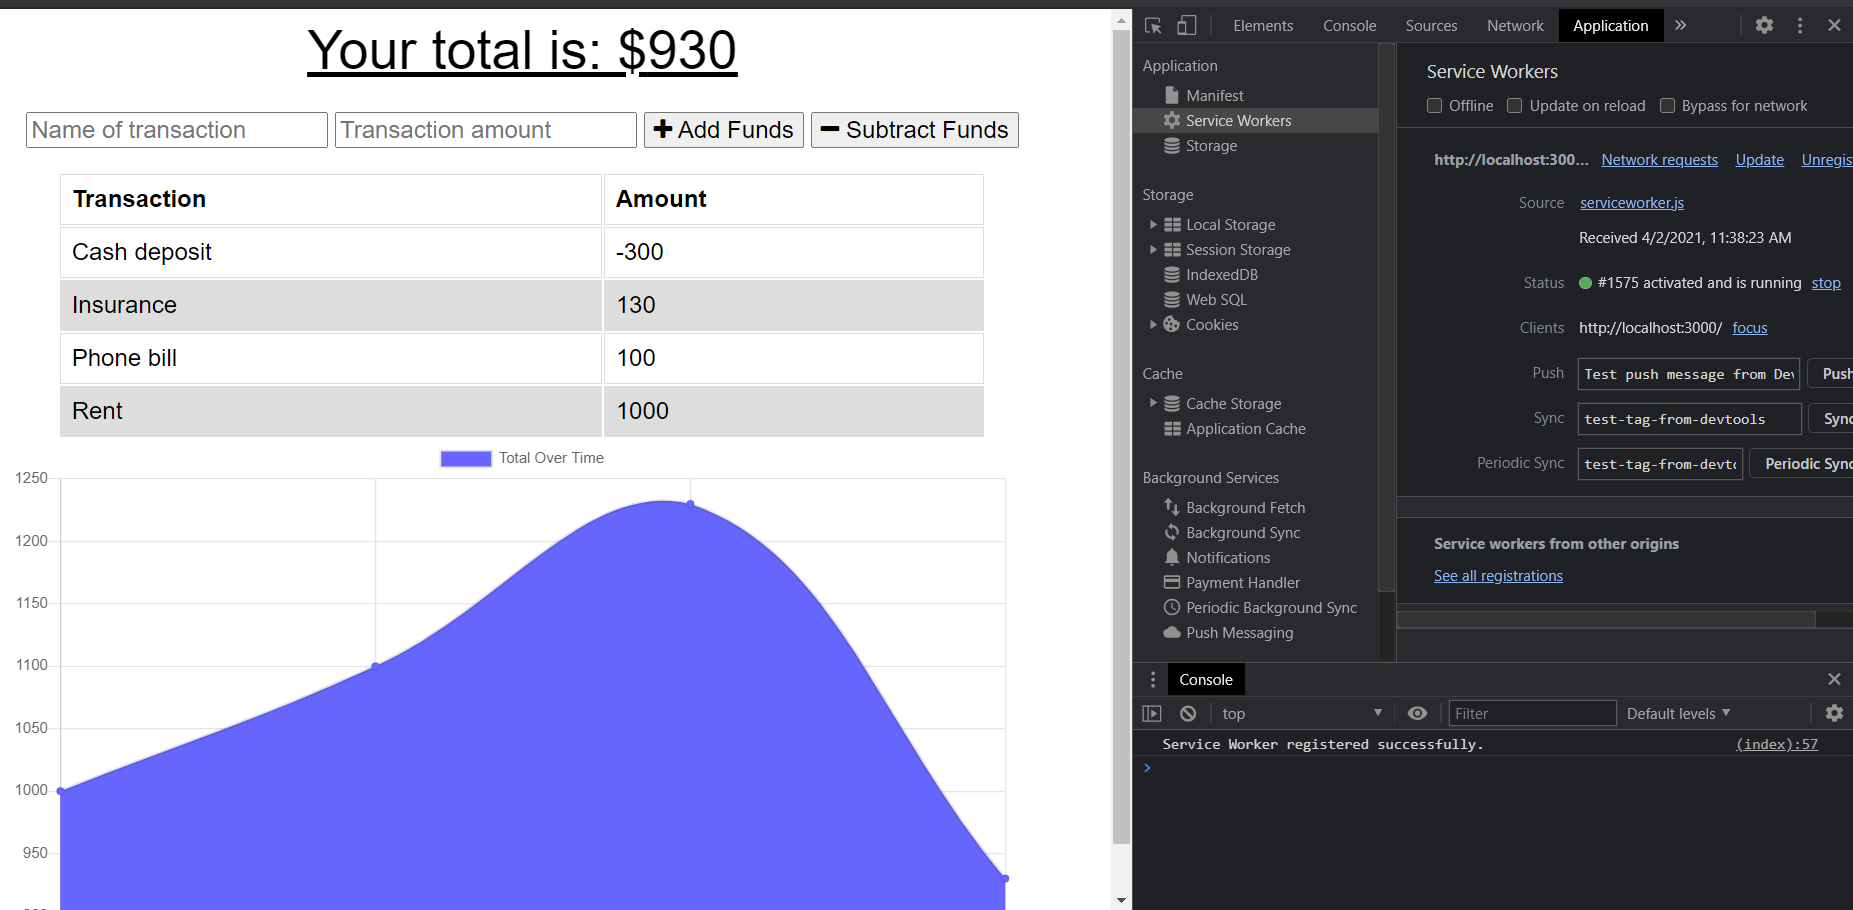 Your total is: $930
Name of transaction
Transaction amount
Add Funds
Subtract Funds
Transaction Amount
Cash deposit -300
Insurance 130
Phone bill 100
Rent 1000
Total Over Time
1250
1200
1150
1100
1050
1000
950
Elements Console Sources Network Application
Application
Manifest
Service Workers
Storage
Storage
Local Storage
Session Storage
IndexedDB
Web SQL
Cookies
Cache
Cache Storage
Application Cache
Background Services
Background Fetch
Background Sync
Notifications
Payment Handler
Periodic Background Sync
Push Messaging
Service Workers
Offline Update on reload Bypass for network
http://localhost:300... Network requests Update Unregis
Source serviceworker.js
Received 4/2/2021, 11:38:23 AM
Status #1575 activated and is running stop
Clients http://localhost:3000/ focus
Push Test push message from Dev Push
Sync test-tag-from-devtools Sync
Periodic Sync test-tag-from-devto Periodic Sync
Service workers from other origins
See all registrations
Console
top Filter Default levels
Service Worker registered successfully. (index):57